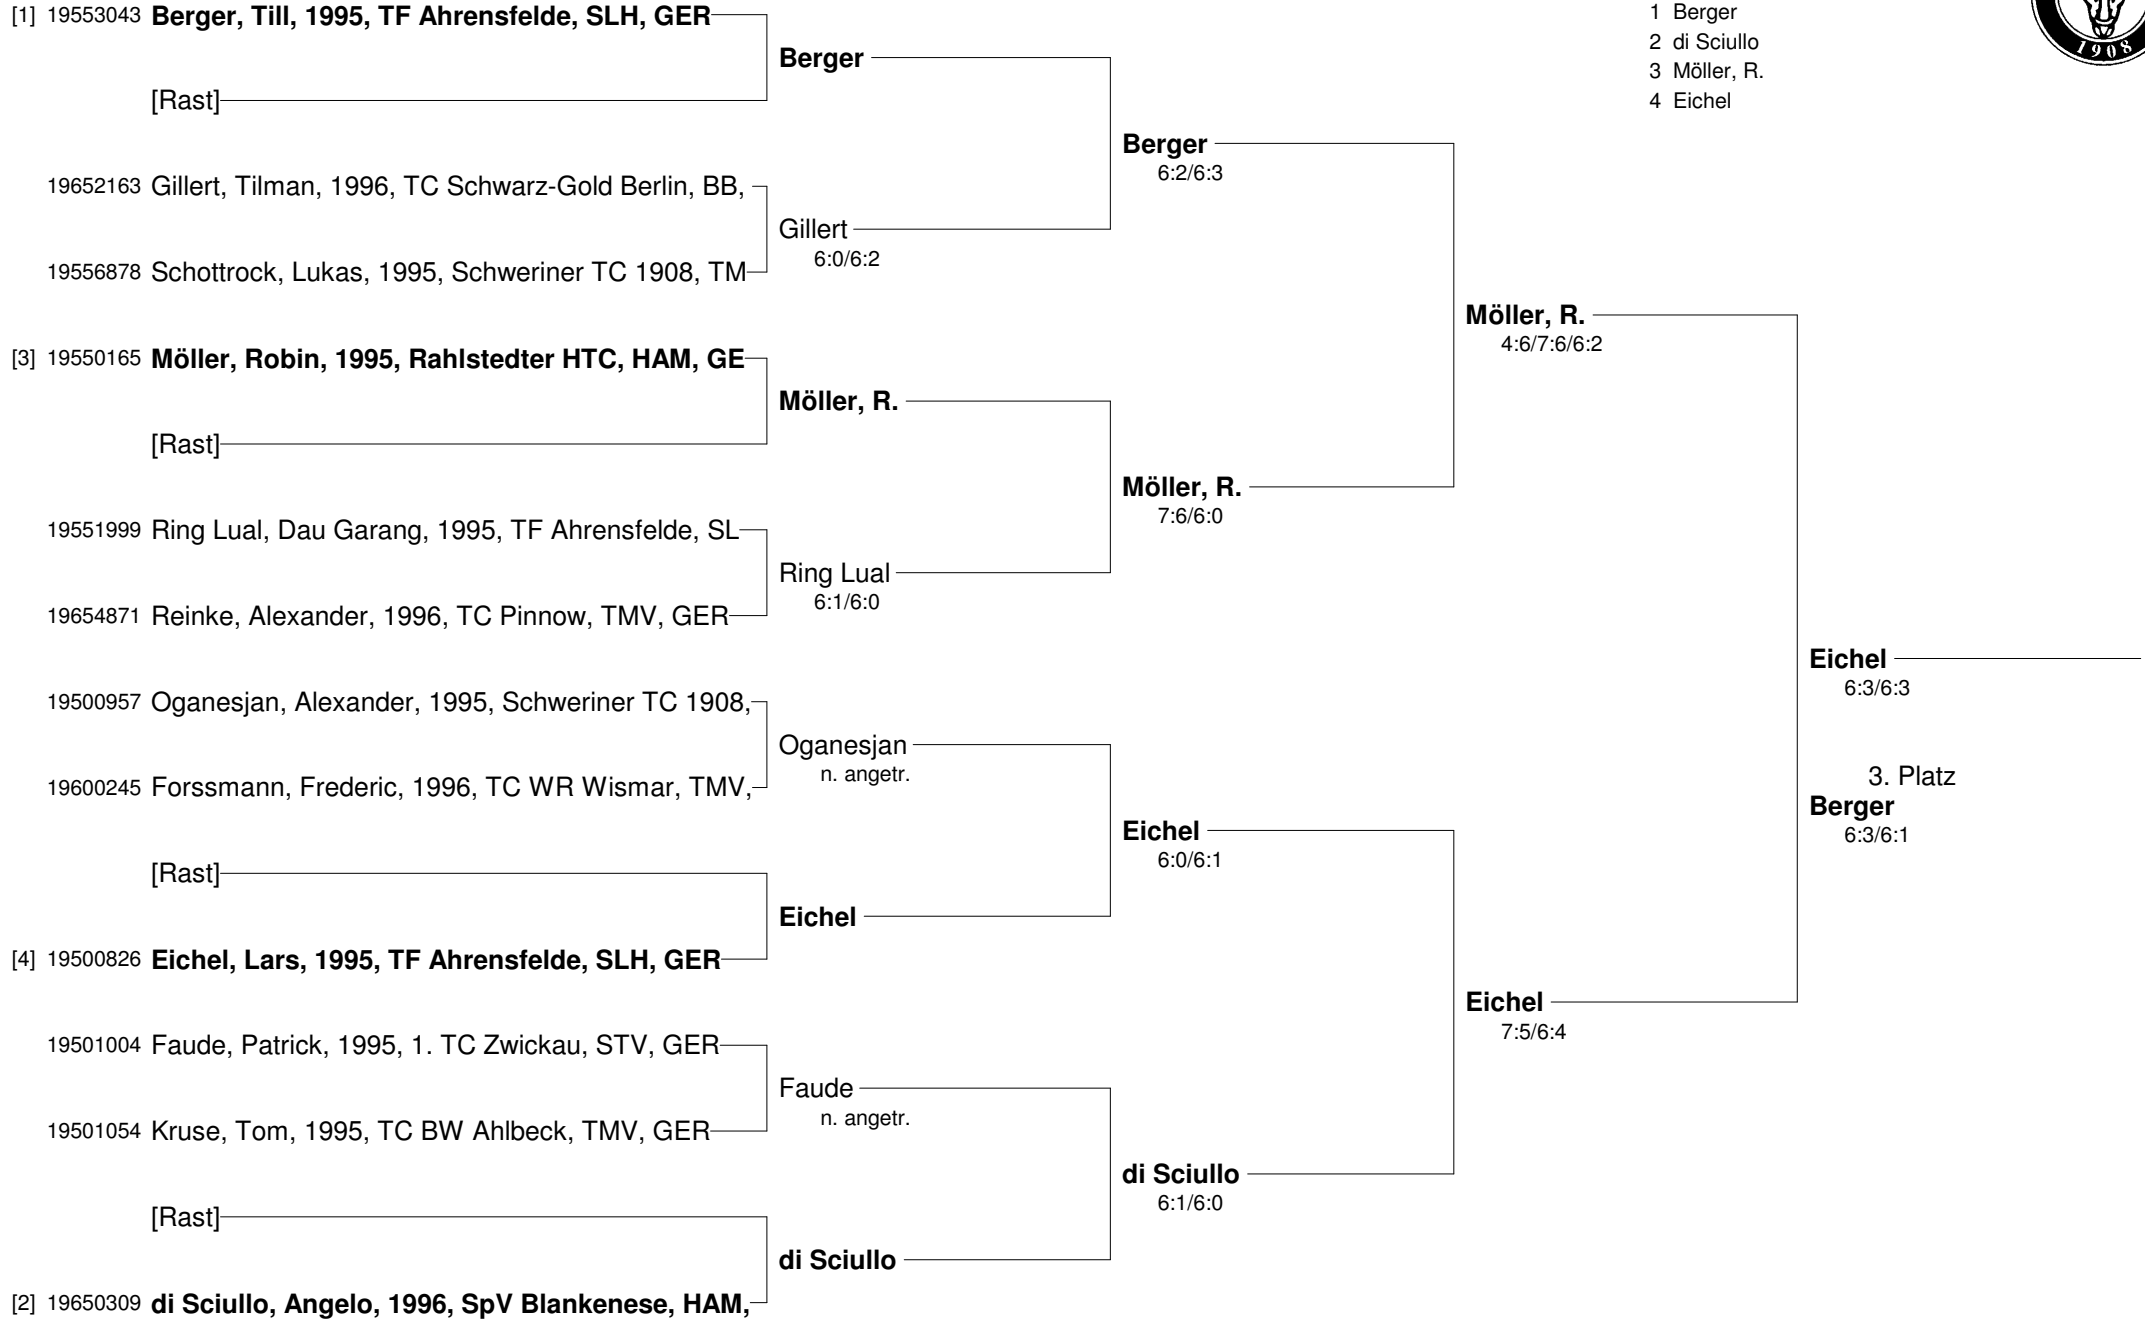 [1] 19553043 Berger, Till, 1995, TF Ahrensfelde, SLH, GER
1 Berger
2 di Sciullo
3 Möller, R.
4 Eichel
1908
Berger
[Rast]
Berger
6:2/6:3
19652163 Gillert, Tilman, 1996, TC Schwarz-Gold Berlin, BB,
Gillert
6:0/6:2
19556878 Schottrock, Lukas, 1995, Schweriner TC 1908, TM
Möller, R.
4:6/7:6/6:2
[3] 19550165 Möller, Robin, 1995, Rahlstedter HTC, HAM, GE
Möller, R.
[Rast]
Möller, R.
7:6/6:0
19551999 Ring Lual, Dau Garang, 1995, TF Ahrensfelde, SL
Ring Lual
6:1/6:0
19654871 Reinke, Alexander, 1996, TC Pinnow, TMV, GER
Eichel
6:3/6:3
19500957 Oganesjan, Alexander, 1995, Schweriner TC 1908,
Oganesjan
n. angetr.
3. Platz
19600245 Forssmann, Frederic, 1996, TC WR Wismar, TMV,
Berger
6:3/6:1
Eichel
6:0/6:1
[Rast]
Eichel
[4] 19500826 Eichel, Lars, 1995, TF Ahrensfelde, SLH, GER
Eichel
7:5/6:4
19501004 Faude, Patrick, 1995, 1. TC Zwickau, STV, GER
Faude
n. angetr.
19501054 Kruse, Tom, 1995, TC BW Ahlbeck, TMV, GER
di Sciullo
6:1/6:0
[Rast]
di Sciullo
[2] 19650309 di Sciullo, Angelo, 1996, SpV Blankenese, HAM,